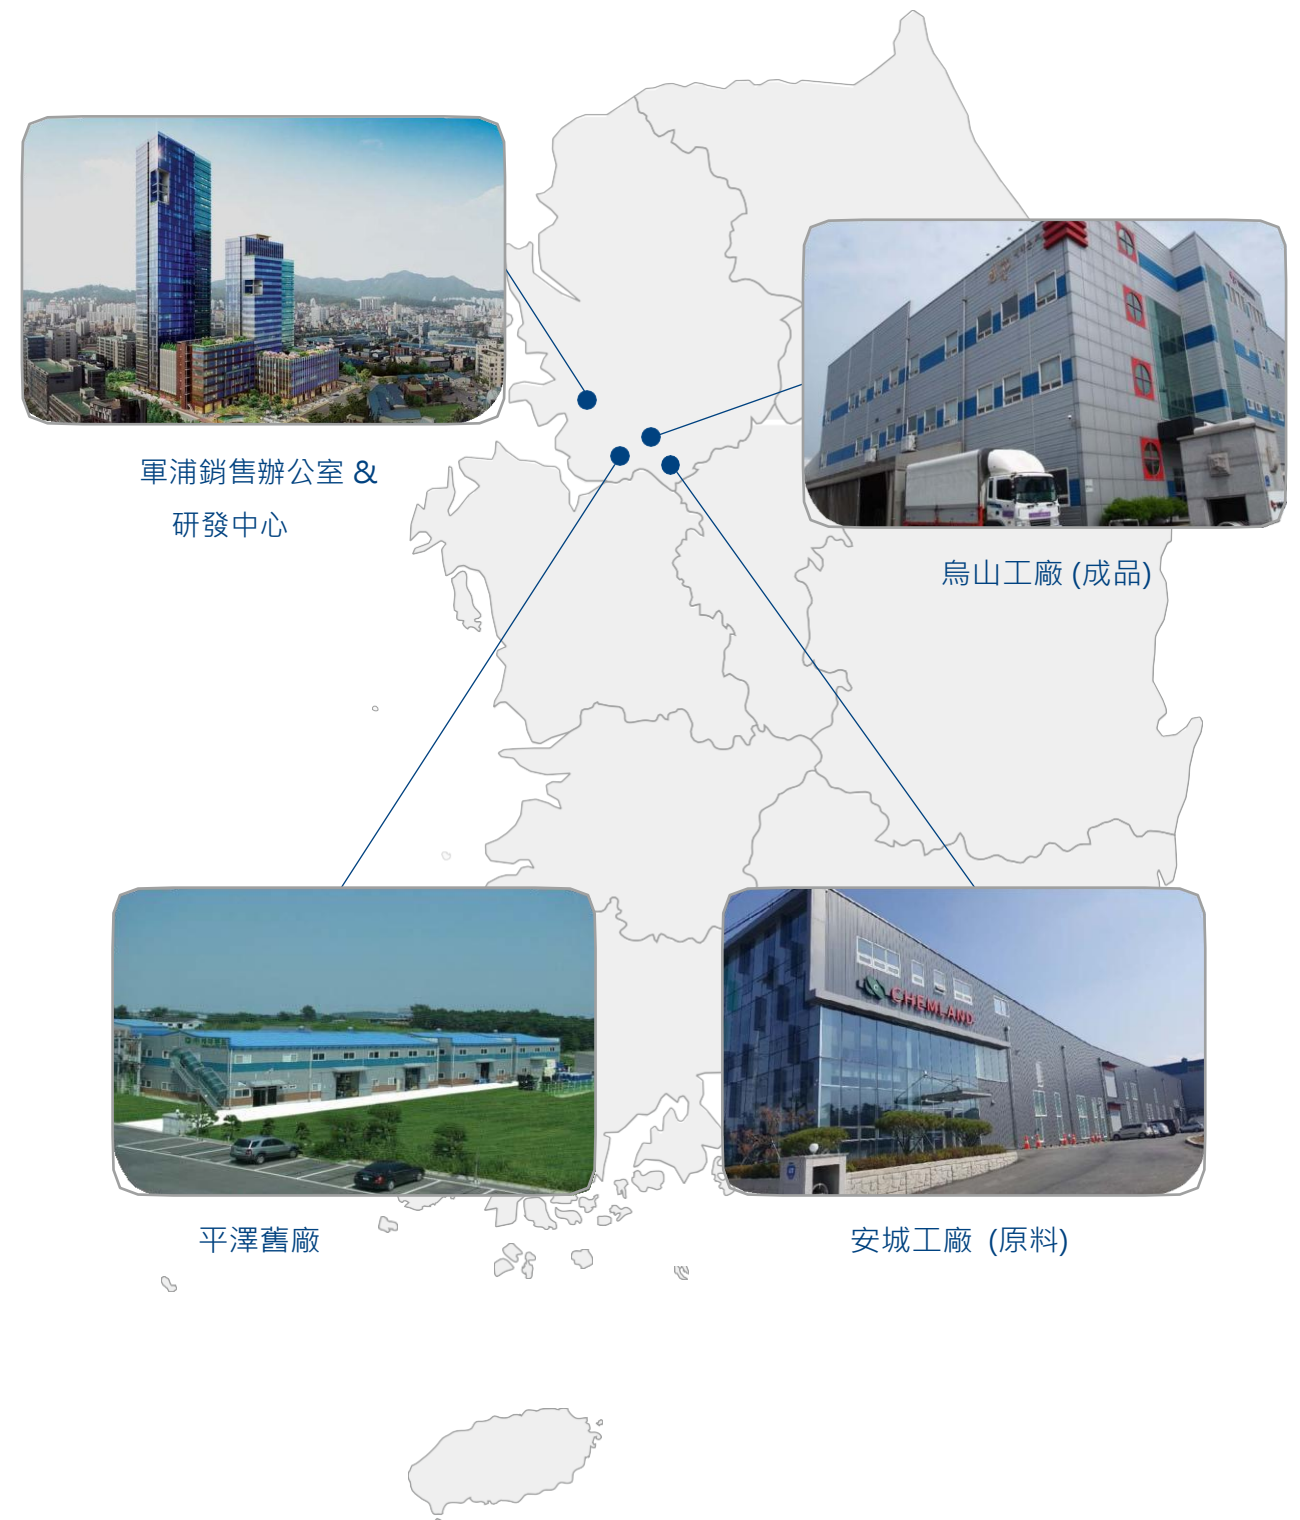 軍浦銷售辦公室 &
研發中心
烏山工廠 (成品)
CHEMLAND
平澤舊廠
安城工廠 (原料)